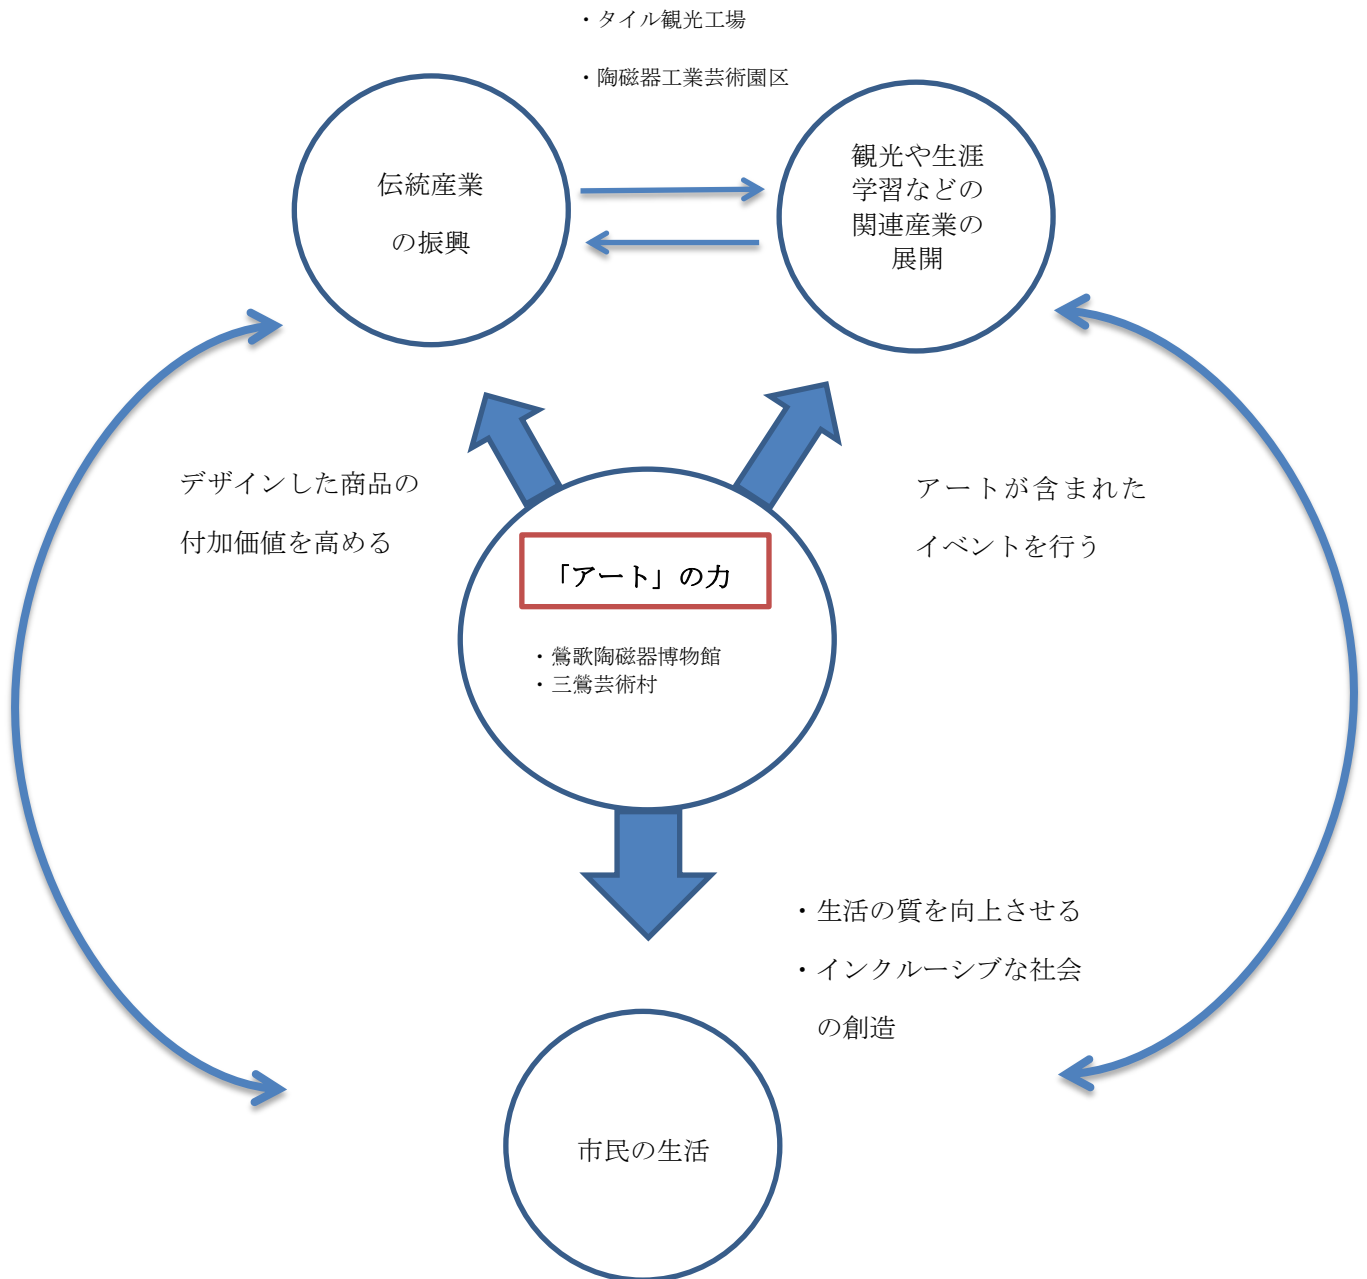 ・タイル観光工場
・陶磁器工業芸術園区
伝統産業
の振興
観光や生涯
学習などの
関連産業の
展開
デザインした商品の
付加価値を高める
アートが含まれた
イベントを行う
「アート」の力
・鶯歌陶磁器博物館
・三鶯芸術村
・生活の質を向上させる
・インクルーシブな社会
の創造
市民の生活